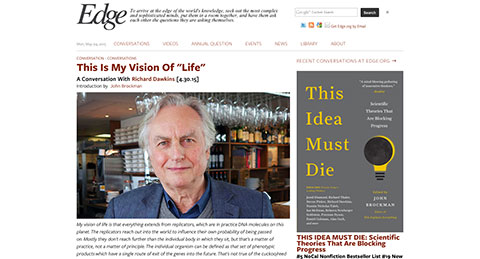 Edge
To arrive at the edge of the world's knowledge, seek out the most complex
and sophisticated minds, put them in a room together, and have them ask
each other the questions they are asking themselves.
Search
Get Edge.org by Email
CONVERSATIONS VIDEOS ANNUAL QUESTION EVENTS NEWS LIBRARY ABOUT
CONVERSATION : CONVERSATIONS
This Is My Vision Of "Life"
A Conversation With Richard Dawkins [4.30.15]
Introduction by: John Brockman
My vision of life is that everything extends from replicators, which are in practice DNA molecules on this
planet. The replicators reach out into the world to influence their own probability of being passed
on. Mostly they don't reach further than the individual body in which they sit, but that's a matter of
practice, not a matter of principle. The individual organism can be defined as that set of phenotypic
products which have a single route of exit of the genes into the future. That's not true of the cuckoo/reed
RECENT CONVERSATIONS AT EDGE.ORG →
This
Idea
Must
Die
Scientific
Theories That Are
Blocking
Progress
Edited by
JOHN
BROCKMAN
THIS IDEA MUST DIE: Scientific
Theories That Are Blocking
Progress
#5 NoCal Nonfiction Bestseller List #19 Now